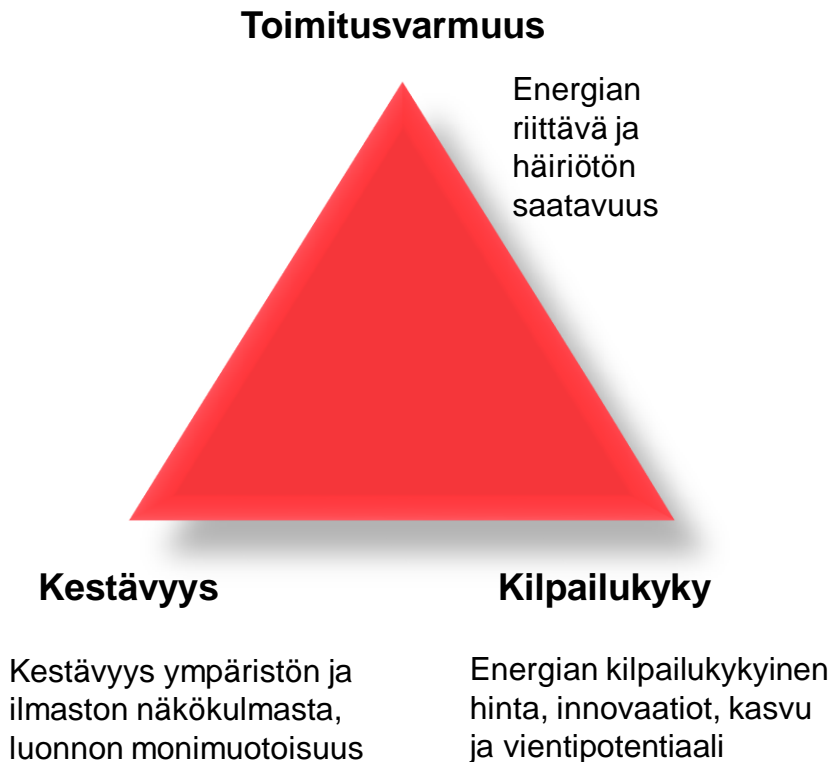 Toimitusvarmuus
Energian
riittävä ja
häiriötön
saatavuus
Kestävyys
Kestävyys ympäristön ja
ilmaston näkökulmasta,
luonnon monimuotoisuus
Kilpailukyky
Energian kilpailukykyinen
hinta, innovaatiot, kasvu
ja vientipotentiaali